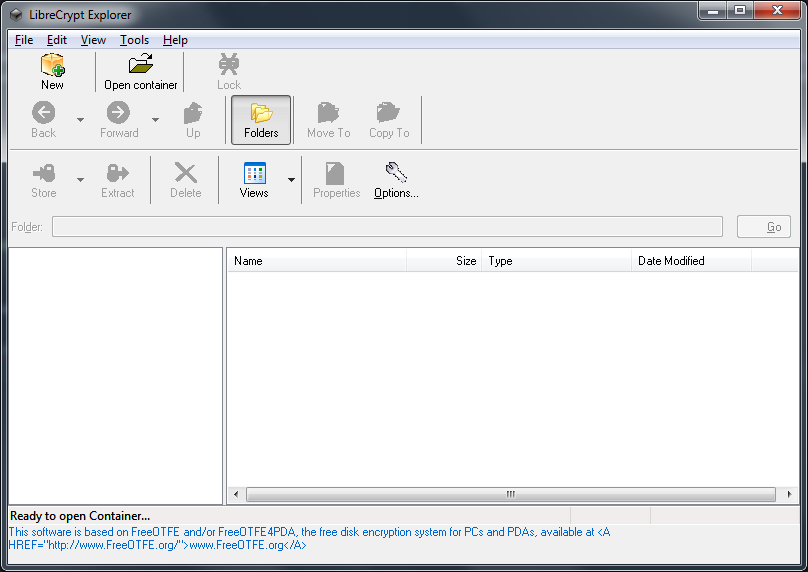 LibreCrypt Explorer
File Edit View Tools Help
New Open container Lock
Back Forward Up Folders Move To Copy To
Store Extract Delete Views Properties Options...
Folder: Go
Name Size Type Date Modified
Ready to open Container...
This software is based on FreeOTFE and/or FreeOTFE4PDA, the free disk encryption system for PCs and PDAs, available at <A
HREF="http://www.FreeOTFE.org/">www.FreeOTFE.org</A>